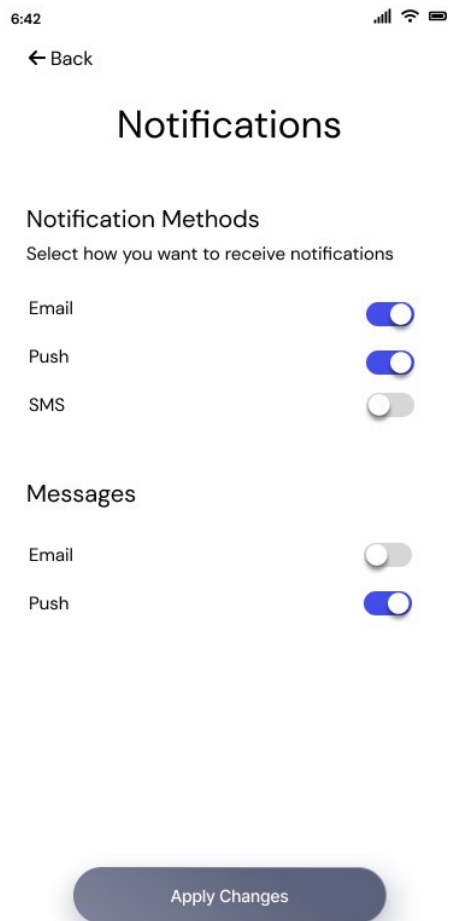 6:42
Back
Notifications
Notification Methods
Select how you want to receive notifications
Email
Push
SMS
Messages
Email
Push
Apply Changes